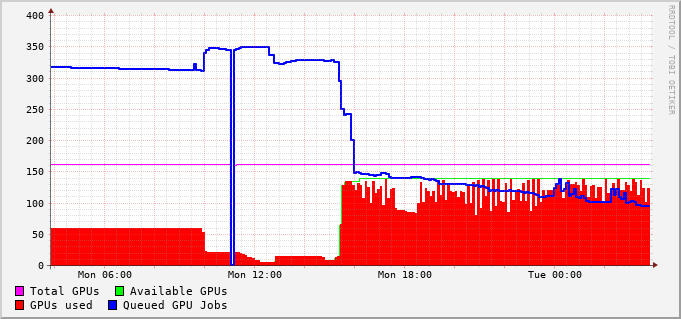 400
350
300
250
200
150
100
50
0
Mon 06:00 Mon 12:00 Mon 18:00 Tue 00:00
Total GPUs Available GPUs
GPUs used Queued GPU Jobs
RRDTOOL / TOBI OETIKER